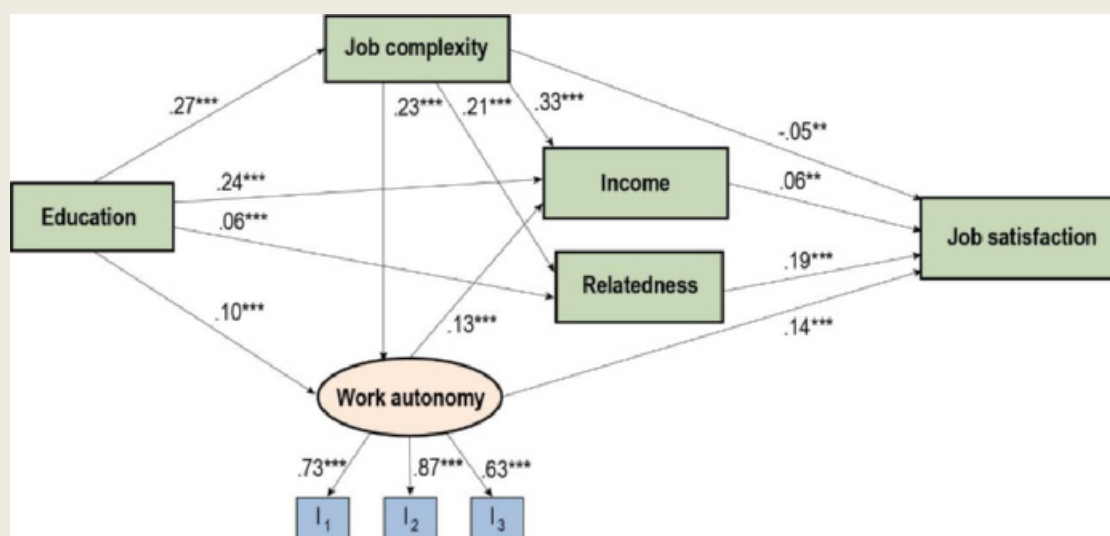 Job complexity
.27***
.23***
.21***
.33***
-.05**
.24***
Income
.06**
Education
.06***
Job satisfaction
Relatedness
.19***
.10***
.13***
.14***
Work autonomy
.73***
.87***
.63***
I1
I2
I3